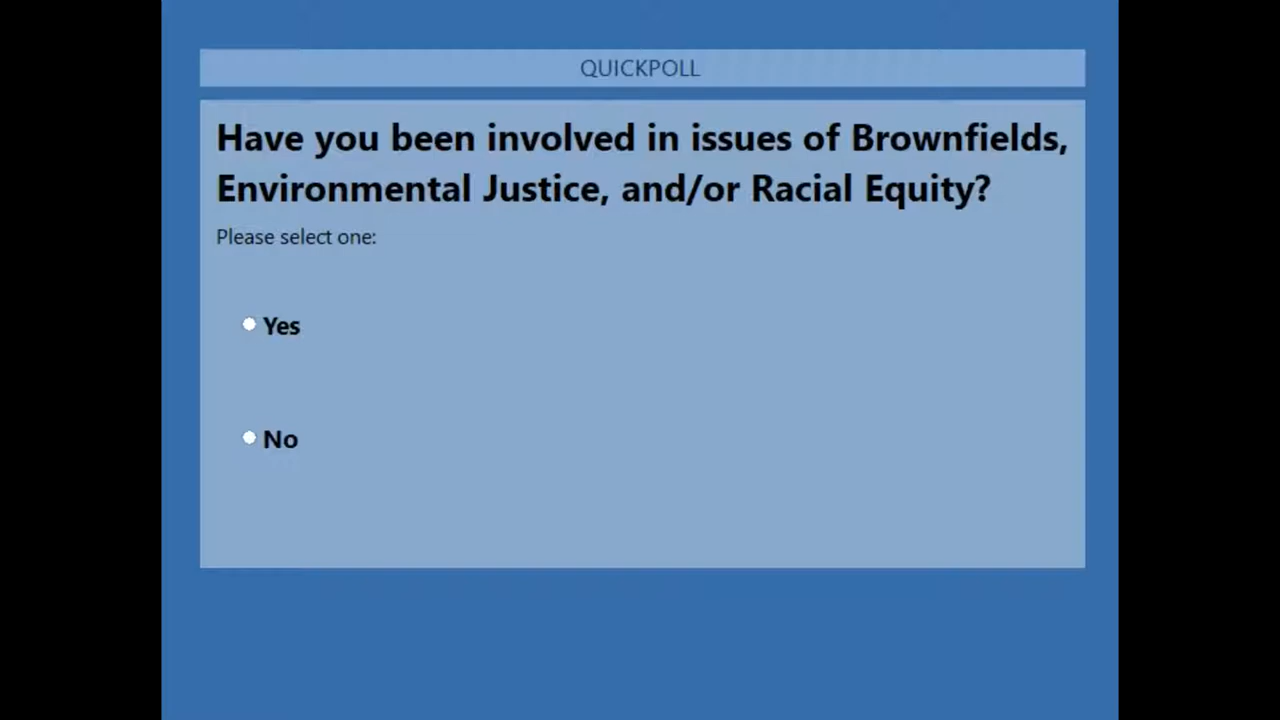 QUICKPOLL
Have you been involved in issues of Brownfields,
Environmental Justice, and/or Racial Equity?
Please select one:
Yes
No